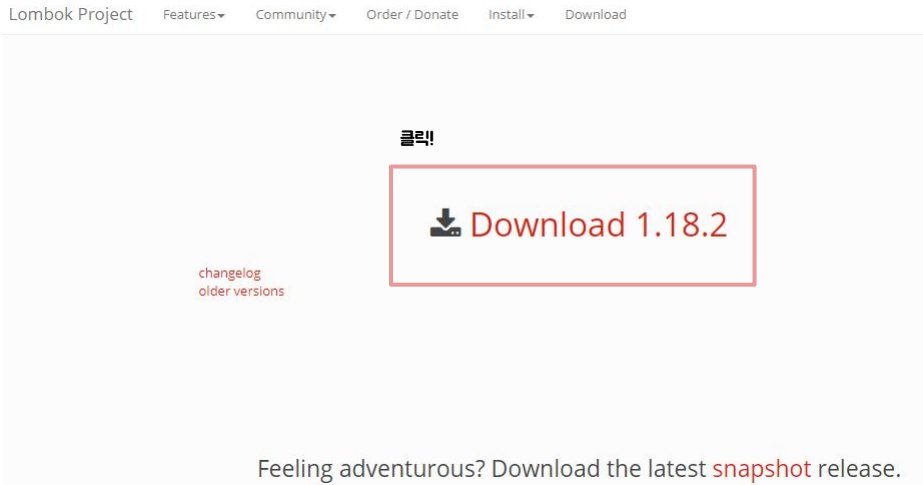 Lombok Project Features Community Order / Donate Install Download
클릭!
Download 1.18.2
changelog
older versions
Feeling adventurous? Download the latest snapshot release.